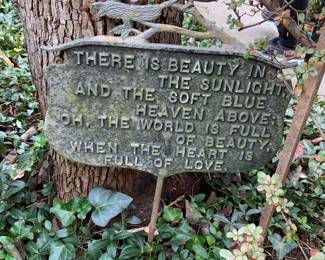 THERE IS BEAUTY IN
THE SUNLIGHT,
AND THE SOFT BLUE
HEAVEN ABOVE;
OH, THE WORLD IS FULL
OF BEAUTY,
WHEN THE HEART IS
FULL OF LOVE.